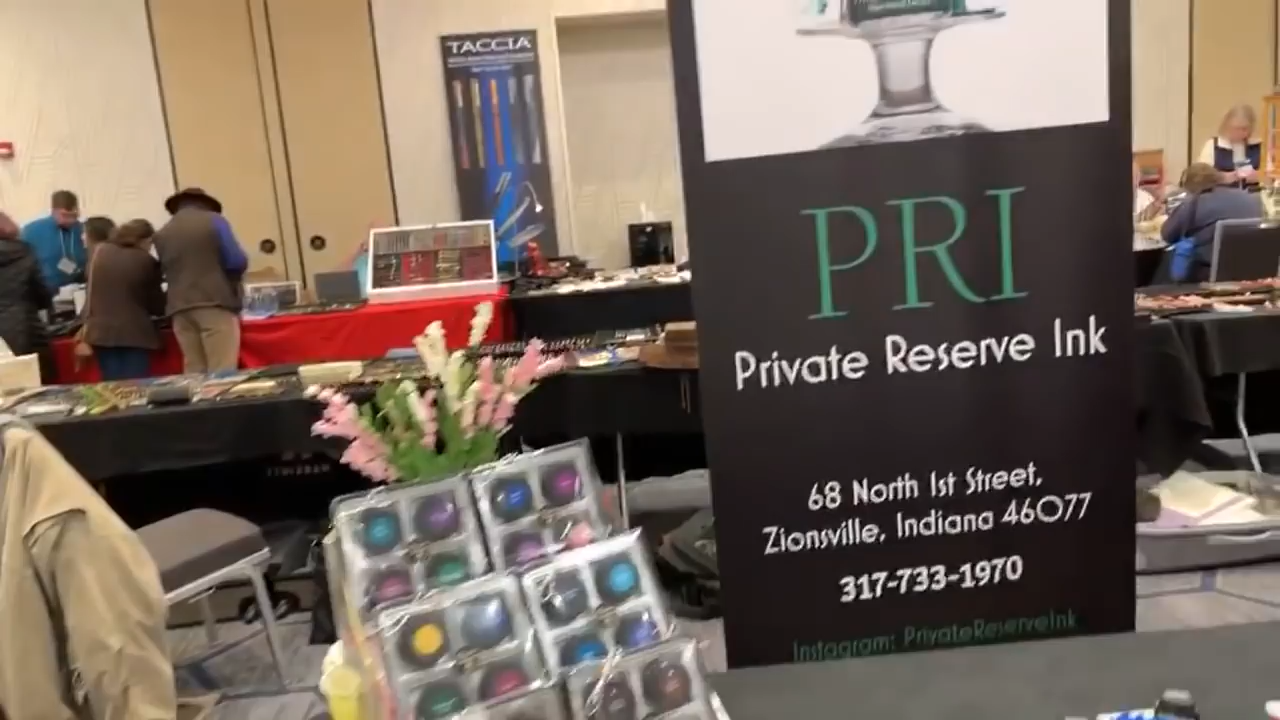 TACCIA
PRI
Private Reserve Ink
68 North 1st Street,
Zionsville, Indiana 46077
317-733-1970
Instagram: PrivateReserveInk